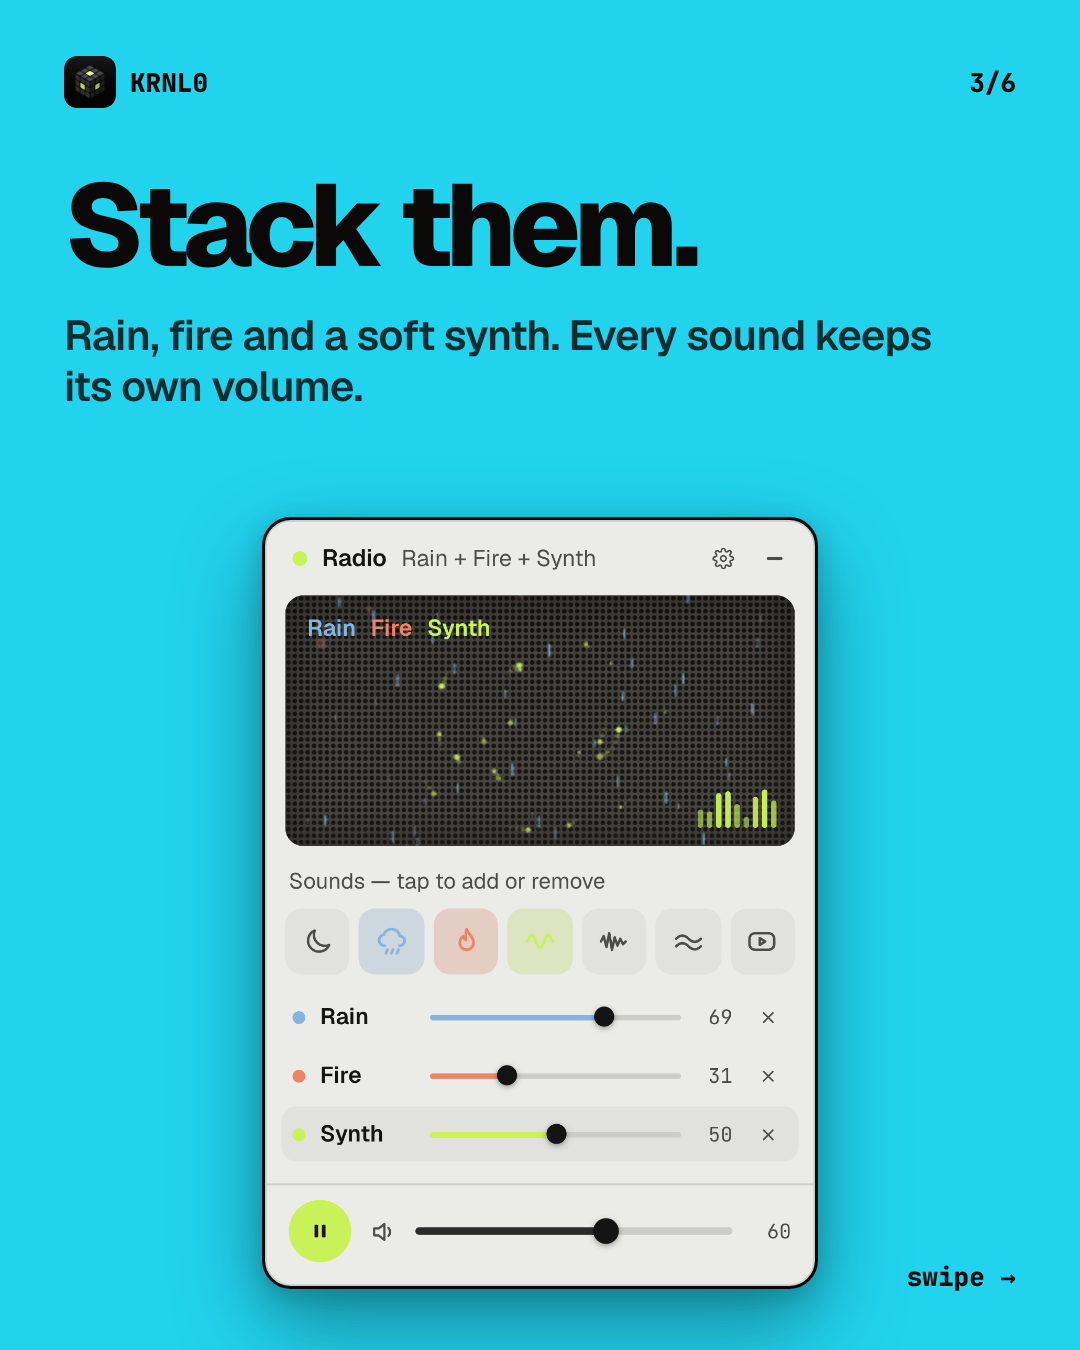 KRNL0
3/6
Stack them.
Rain, fire and a soft synth. Every sound keeps
its own volume.
Radio Rain + Fire + Synth
Rain Fire Synth
Sounds — tap to add or remove
Rain 69
Fire 31
Synth 50
60
swipe →